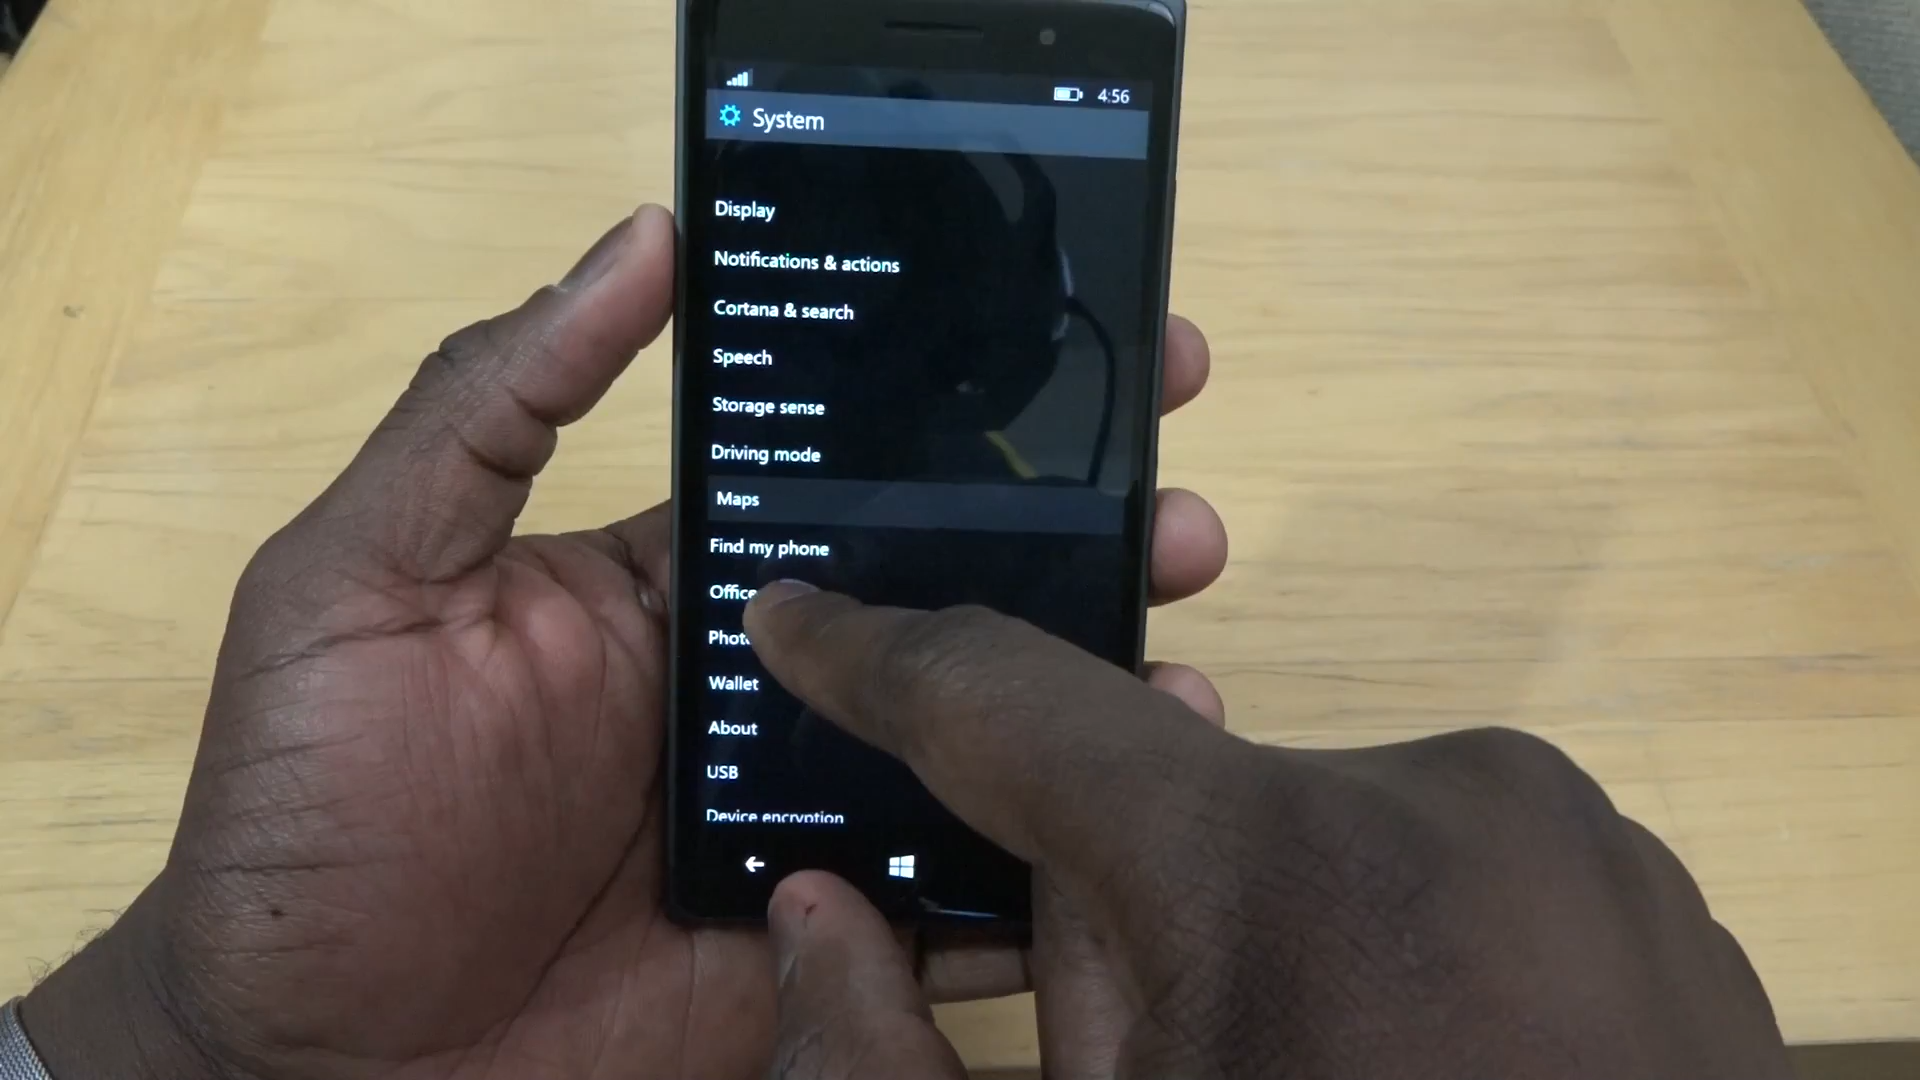 4:56
System
Display
Notifications & actions
Cortana & search
Speech
Storage sense
Driving mode
Maps
Find my phone
Office
Wallet
About
USB
Device encryption